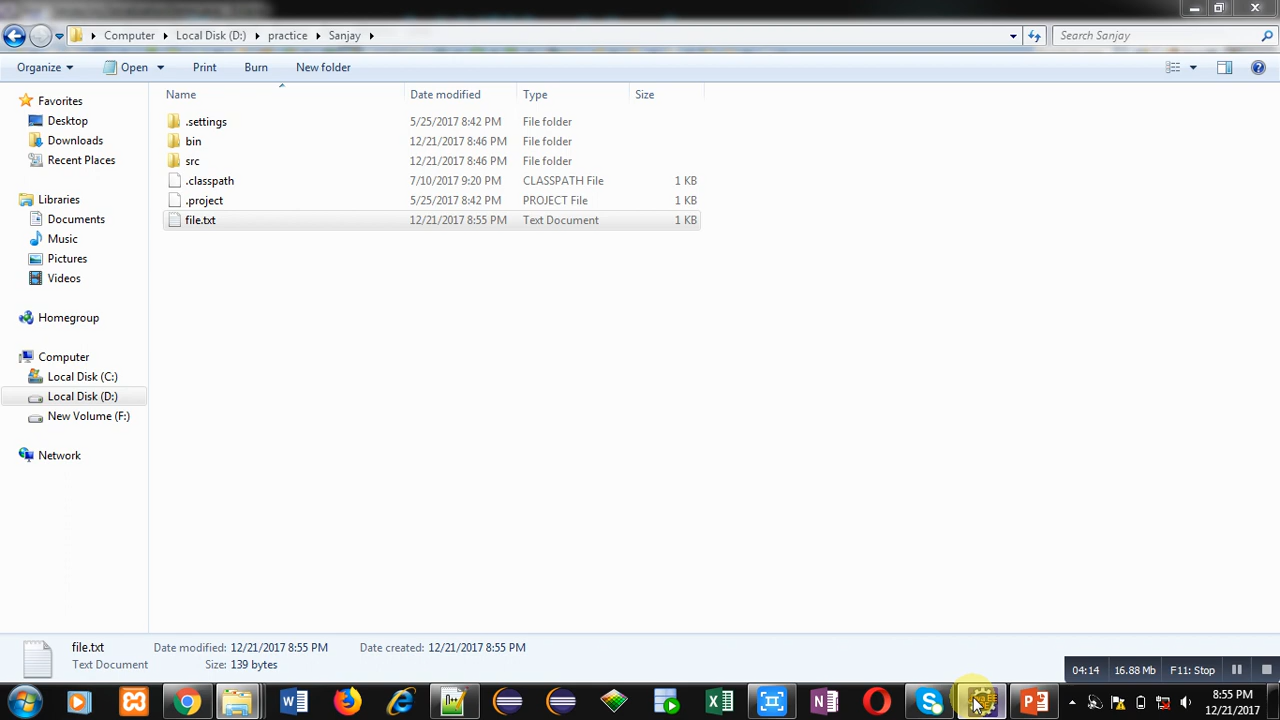 Computer Local Disk (D:) practice Sanjay Search Sanjay
Organize Open Print Burn New folder
Name Date modified Type Size
Favorites
Desktop
Downloads
Recent Places
Libraries
Documents
Music
Pictures
Videos
Homegroup
Computer
Local Disk (C:)
Local Disk (D:)
New Volume (F:)
Network
.settings 5/25/2017 8:42 PM File folder
bin 12/21/2017 8:46 PM File folder
src 12/21/2017 8:46 PM File folder
.classpath 7/10/2017 9:20 PM CLASSPATH File 1 KB
.project 5/25/2017 8:42 PM PROJECT File 1 KB
file.txt 12/21/2017 8:55 PM Text Document 1 KB
file.txt Date modified: 12/21/2017 8:55 PM Date created: 12/21/2017 8:55 PM
Text Document Size: 139 bytes
04:14 16.88 Mb F11: Stop
8:55 PM
12/21/2017